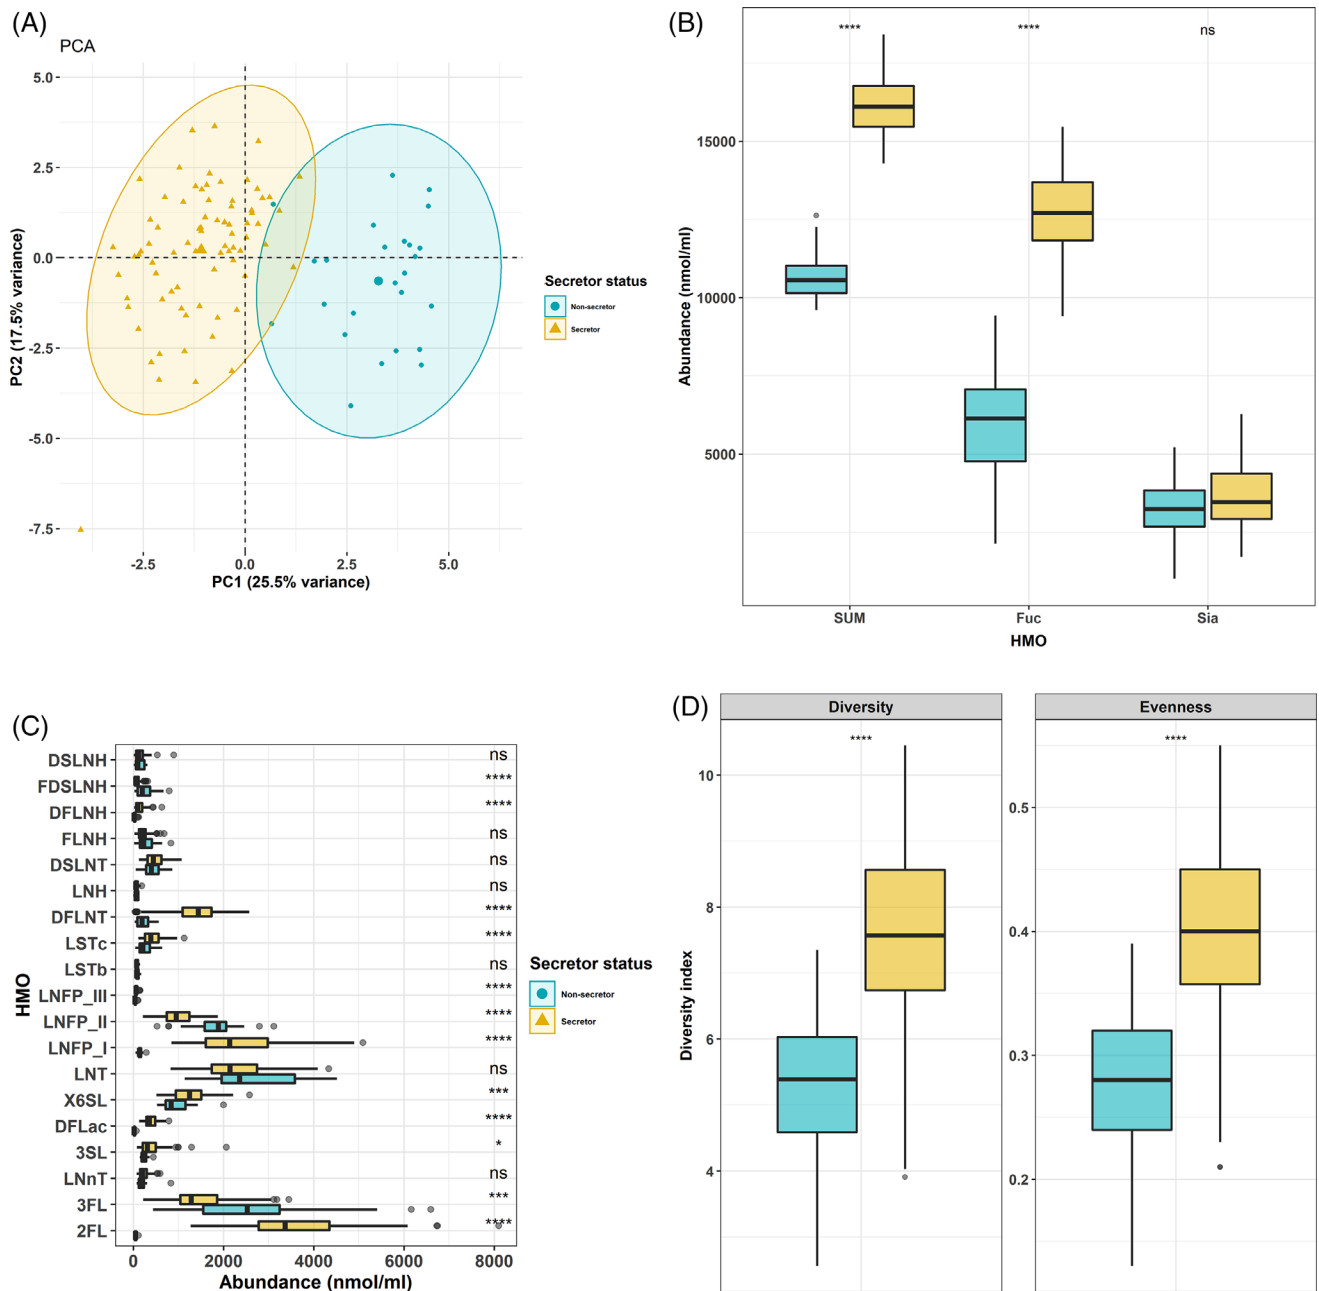 (A)
PCA
5.0
2.5
0.0
-2.5
-5.0
-7.5
PC2 (17.5% variance)
-2.5
0.0
2.5
5.0
PC1 (25.5% variance)
Secretor status
Non-secretor
Secretor
(B)
****
****
ns
15000
10000
5000
Abundance (nmol/ml)
SUM
Fuc
Sia
HMO
(C)
DSLNH
ns
FDSLNH
****
DFLNH
****
FLNH
ns
DSLNT
ns
LNH
ns
DFLNT
****
LSTc
****
LSTb
ns
LNFP_III
****
LNFP_II
****
LNFP_I
****
LNT
ns
X6SL
***
DFLac
****
3SL
*
LNnT
ns
3FL
***
2FL
****
HMO
0
2000
4000
6000
8000
Abundance (nmol/ml)
Secretor status
Non-secretor
Secretor
(D)
Diversity
****
10
8
6
4
Diversity index
Evenness
****
0.5
0.4
0.3
0.2